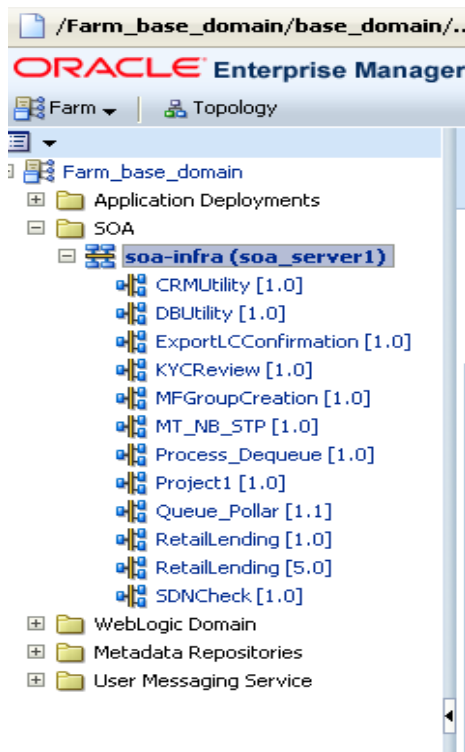 /Farm_base_domain/base_domain/..
ORACLE Enterprise Manager
Farm Topology
Farm_base_domain
Application Deployments
SOA
soa-infra (soa_server1)
CRMUtility [1.0]
DBUtility [1.0]
ExportLCConfirmation [1.0]
KYCReview [1.0]
MFGroupCreation [1.0]
MT_NB_STP [1.0]
Process_Dequeue [1.0]
Project1 [1.0]
Queue_Pollar [1.1]
RetailLending [1.0]
RetailLending [5.0]
SDNCheck [1.0]
WebLogic Domain
Metadata Repositories
User Messaging Service